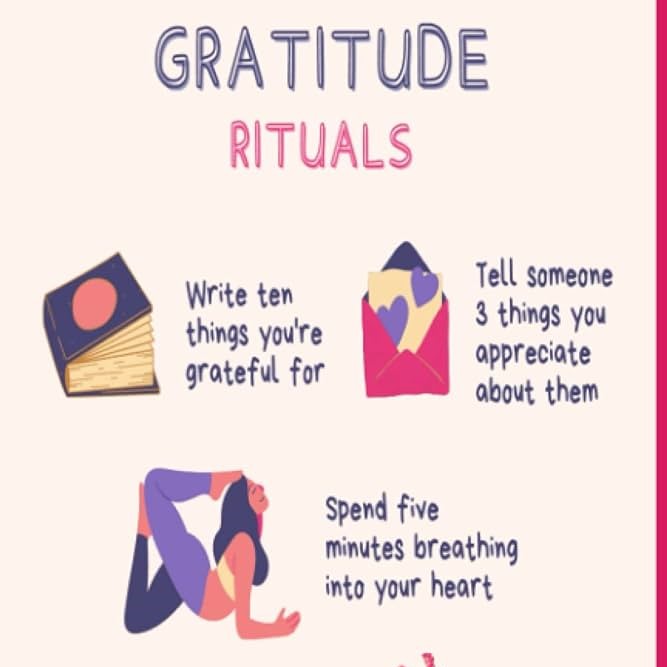 GRATITUDE
RITUALS
Write ten
things you're
grateful for
Tell someone
3 things you
appreciate
about them
Spend five
minutes breathing
into your heart